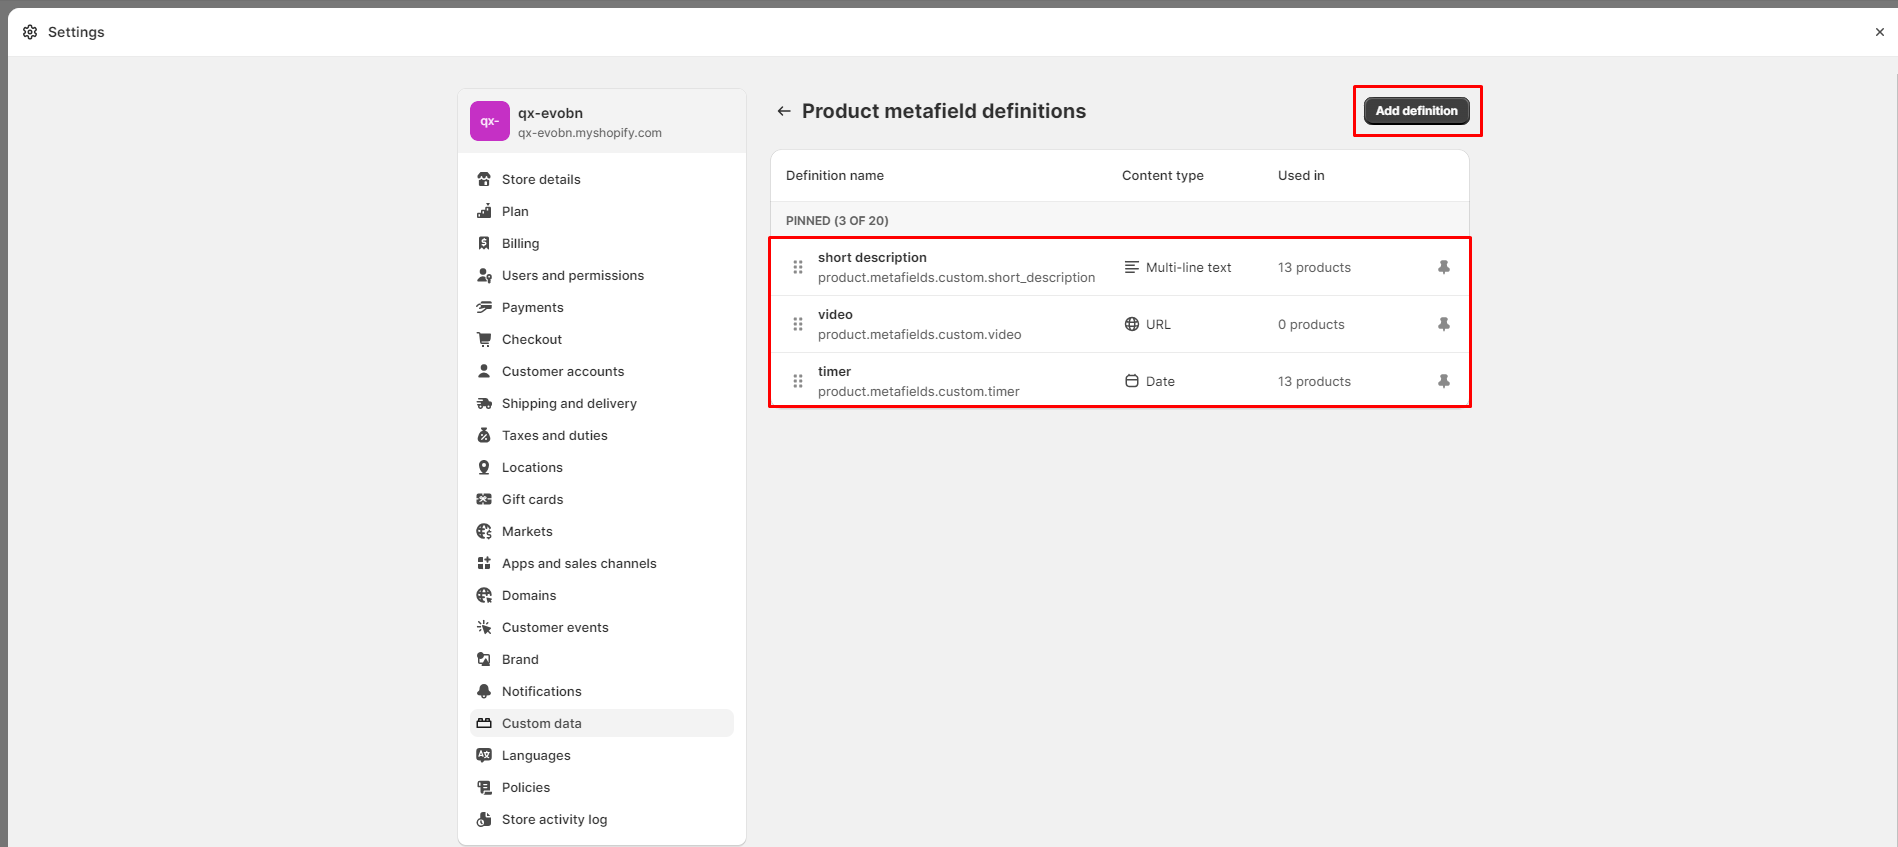 Settings
qx-
qx-evobn
qx-evobn.myshopify.com
Store details
Plan
Billing
Users and permissions
Payments
Checkout
Customer accounts
Shipping and delivery
Taxes and duties
Locations
Gift cards
Markets
Apps and sales channels
Domains
Customer events
Brand
Notifications
Custom data
Languages
Policies
Store activity log
Product metafield definitions
Add definition
Definition name Content type Used in
PINNED (3 OF 20)
short description
product.metafields.custom.short_description
Multi-line text 13 products
video
product.metafields.custom.video
URL 0 products
timer
product.metafields.custom.timer
Date 13 products